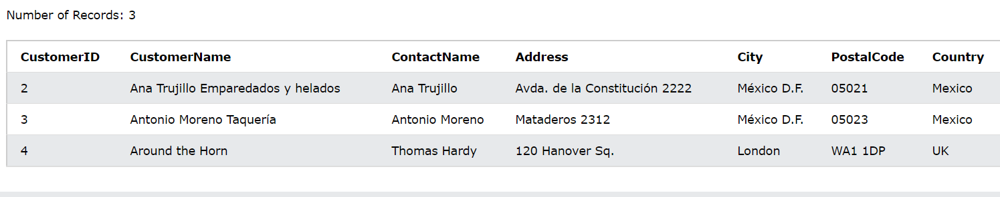 Number of Records: 3
CustomerID CustomerName ContactName Address City PostalCode Country
2 Ana Trujillo Emparedados y helados Ana Trujillo Avda. de la Constitución 2222 México D.F. 05021 Mexico
3 Antonio Moreno Taquería Antonio Moreno Mataderos 2312 México D.F. 05023 Mexico
4 Around the Horn Thomas Hardy 120 Hanover Sq. London WA1 1DP UK